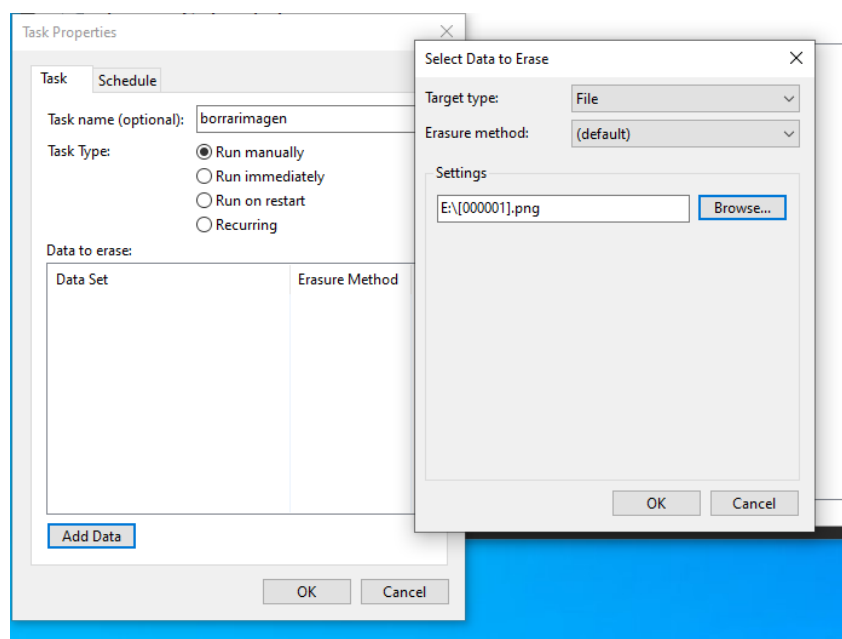 Task Properties
Task
Schedule
Task name (optional):
borrarimagen
Task Type:
Run manually
Run immediately
Run on restart
Recurring
Data to erase:
Data Set
Erasure Method
Add Data
OK
Cancel
Select Data to Erase
Target type:
File
Erasure method:
(default)
Settings
E:\[000001].png
Browse...
OK
Cancel